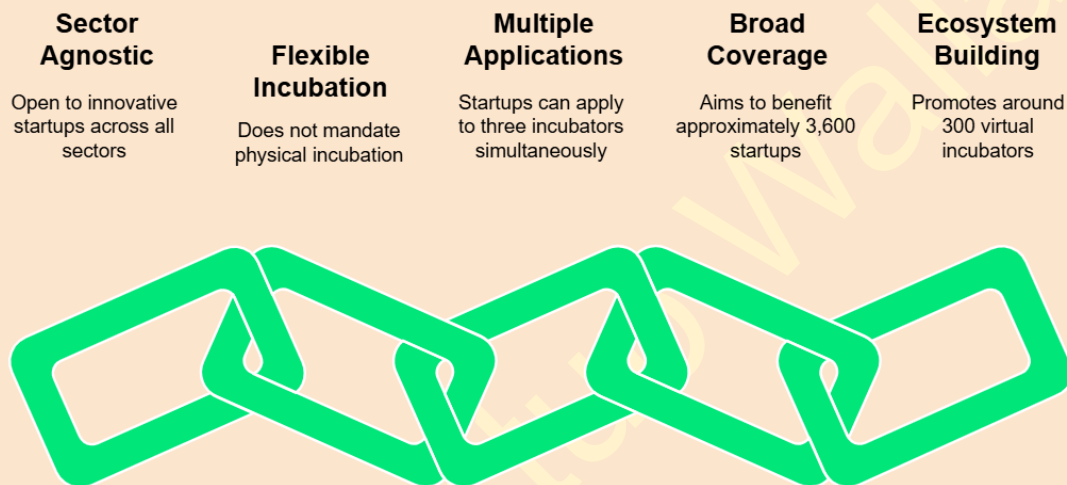 Sector
Agnostic
Open to innovative
startups across all
sectors
Flexible
Incubation
Does not mandate
physical incubation
Multiple
Applications
Startups can apply
to three incubators
simultaneously
Broad
Coverage
Aims to benefit
approximately 3,600
startups
Ecosystem
Building
Promotes around
300 virtual
incubators